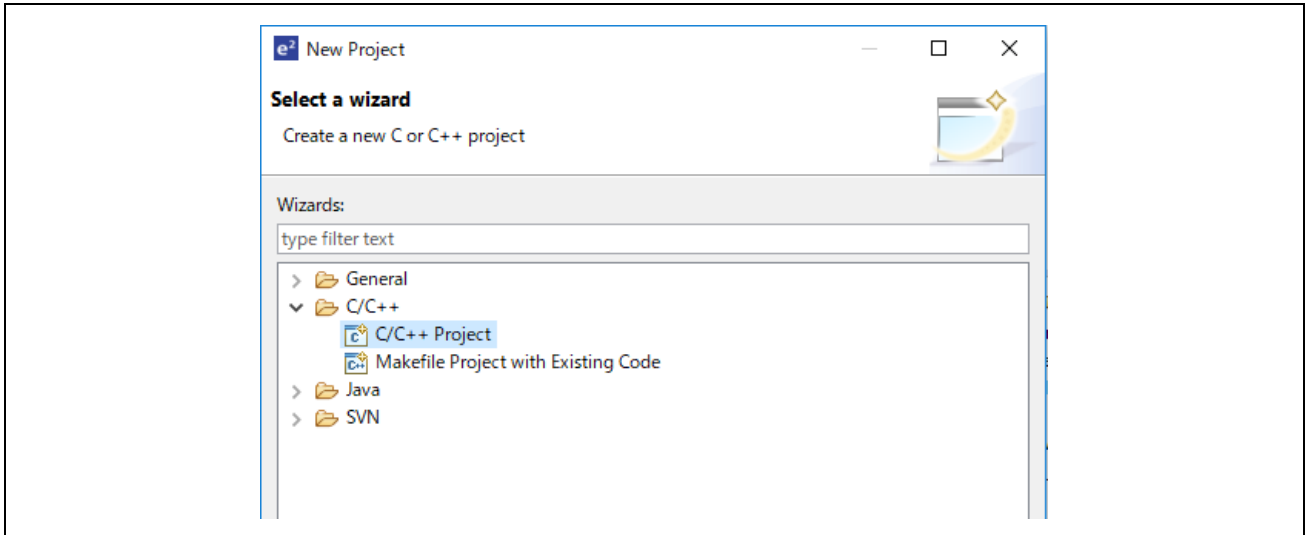 e² New Project
Select a wizard
Create a new C or C++ project
Wizards:
type filter text
General
C/C++
C/C++ Project
Makefile Project with Existing Code
Java
SVN